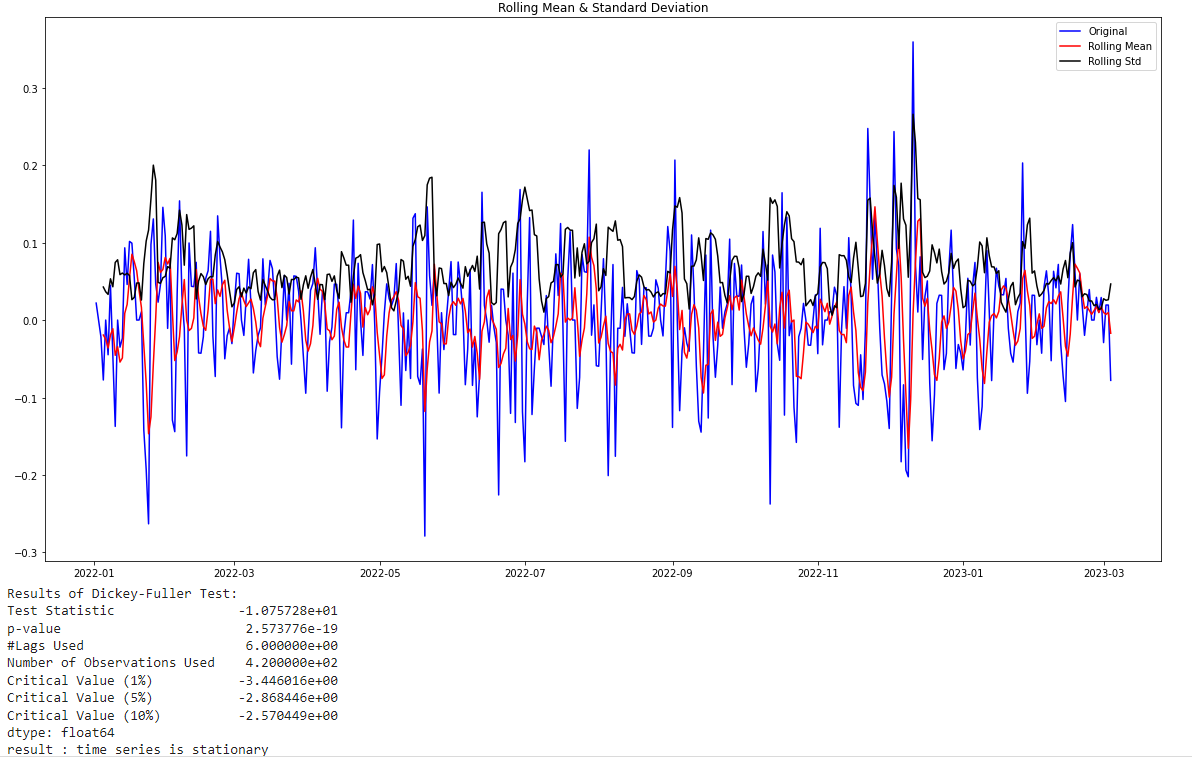 Rolling Mean & Standard Deviation
Original
Rolling Mean
Rolling Std
0.3
0.2
0.1
0.0
−0.1
−0.2
−0.3
2022-01 2022-03 2022-05 2022-07 2022-09 2022-11 2023-01 2023-03
Results of Dickey-Fuller Test:
Test Statistic -1.075728e+01
p-value 2.573776e-19
#Lags Used 6.000000e+00
Number of Observations Used 4.200000e+02
Critical Value (1%) -3.446016e+00
Critical Value (5%) -2.868446e+00
Critical Value (10%) -2.570449e+00
dtype: float64
result : time series is stationary